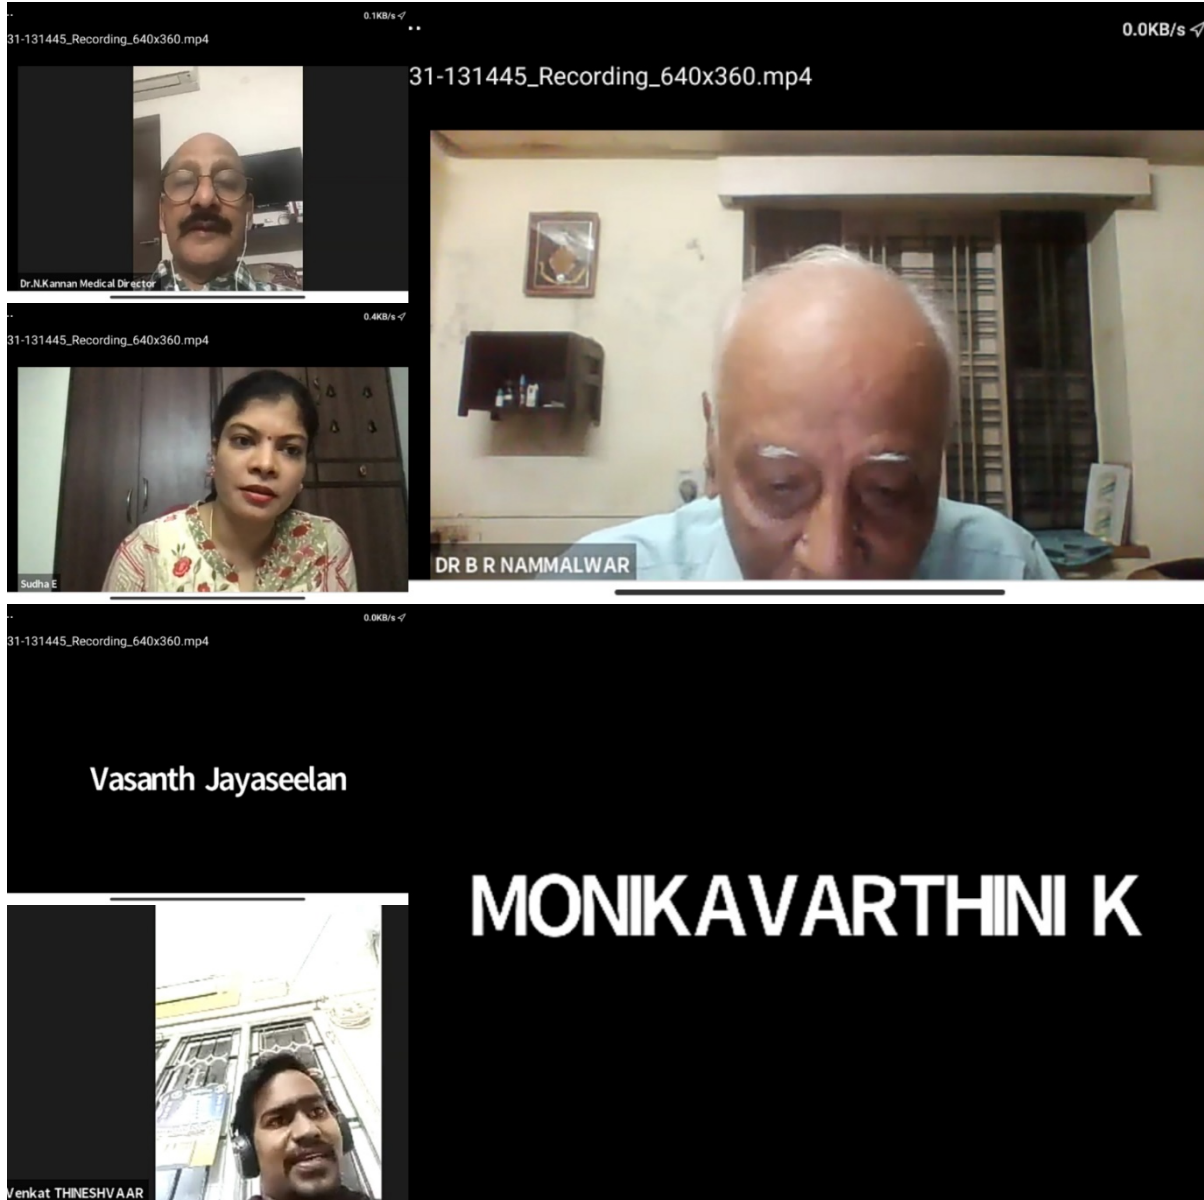 0.1KB/s
31-131445_Recording_640x360.mp4
Dr.N.Kannan Medical Director
0.0KB/s
31-131445_Recording_640x360.mp4
DR B R NAMMALWAR
0.4KB/s
31-131445_Recording_640x360.mp4
Sudha E
0.0KB/s
31-131445_Recording_640x360.mp4
Vasanth Jayaseelan
MONIKAVARTHINI K
Venkat THINESHVAAR